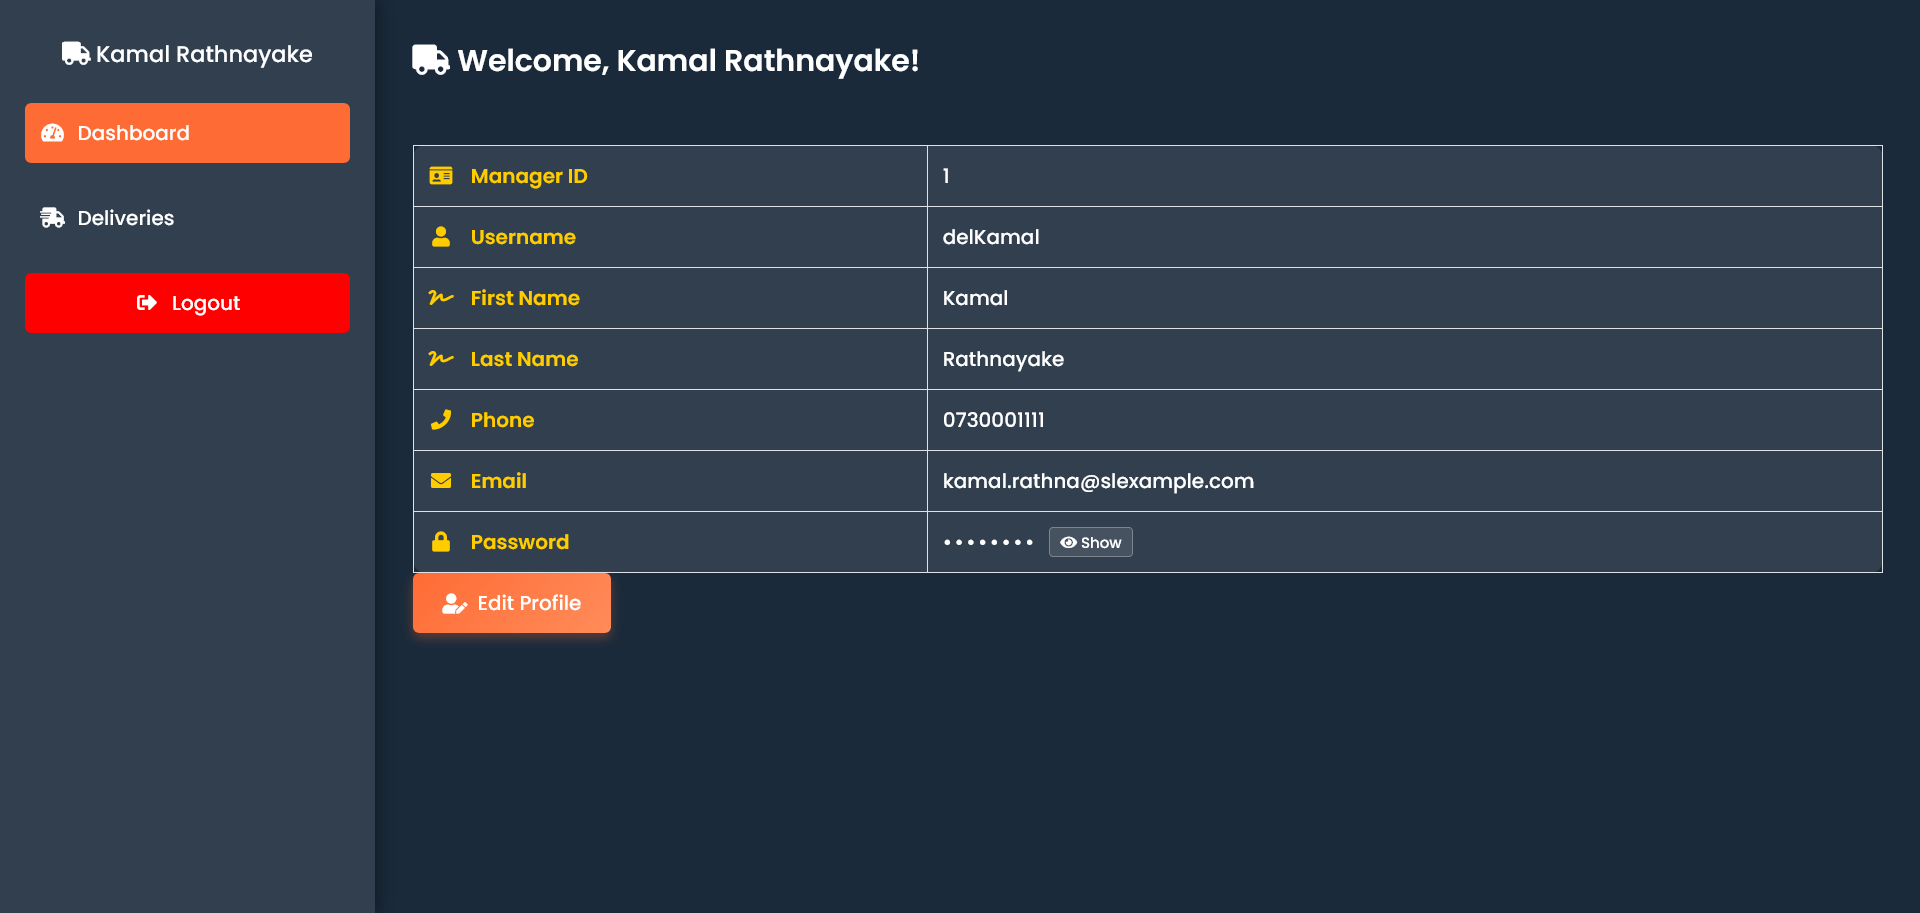 Kamal Rathnayake
Dashboard
Deliveries
Logout
Welcome, Kamal Rathnayake!
Manager ID 1
Username delKamal
First Name Kamal
Last Name Rathnayake
Phone 0730001111
Email kamal.rathna@slexample.com
Password •••••••• Show
Edit Profile